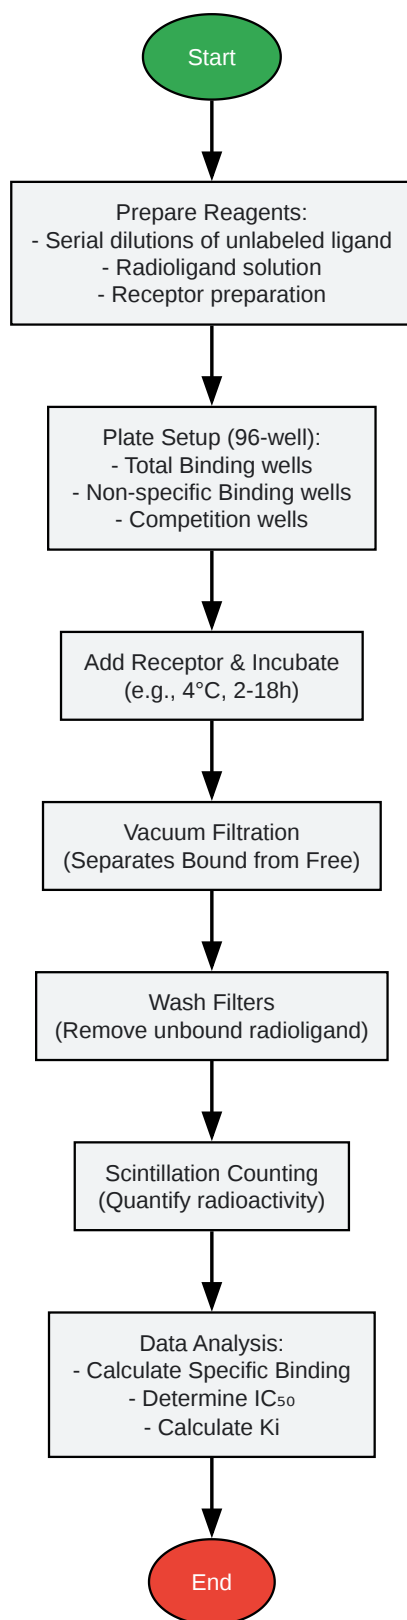 Start
Prepare Reagents:
- Serial dilutions of unlabeled ligand
- Radioligand solution
- Receptor preparation
Plate Setup (96-well):
- Total Binding wells
- Non-specific Binding wells
- Competition wells
Add Receptor & Incubate
(e.g., 4°C, 2-18h)
Vacuum Filtration
(Separates Bound from Free)
Wash Filters
(Remove unbound radioligand)
Scintillation Counting
(Quantify radioactivity)
Data Analysis:
- Calculate Specific Binding
- Determine IC₅₀
- Calculate Ki
End